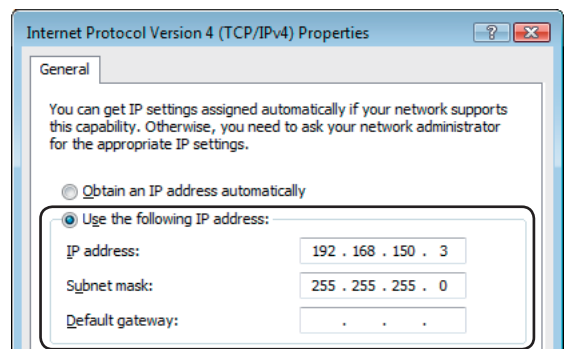 Internet Protocol Version 4 (TCP/IPv4) Properties
General
You can get IP settings assigned automatically if your network supports
this capability. Otherwise, you need to ask your network administrator
for the appropriate IP settings.
Obtain an IP address automatically
Use the following IP address:
IP address: 192 . 168 . 150 . 3
Subnet mask: 255 . 255 . 255 . 0
Default gateway: . . .